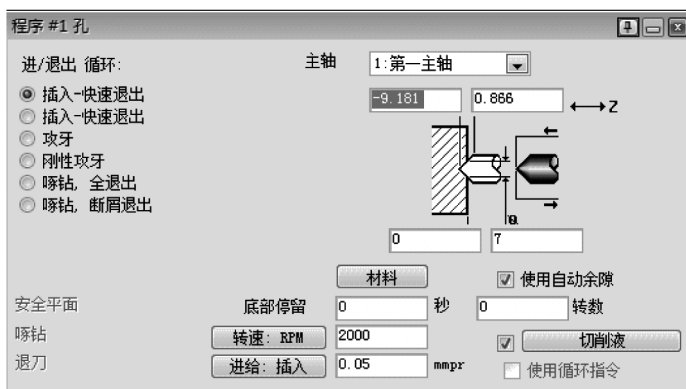 程序 #1 孔
进/退出 循环:
主轴 1:第一主轴
插入-快速退出
插入-快速退出
攻牙
刚性攻牙
啄钻, 全退出
啄钻, 断屑退出
-9.181 0.866
Z
0 7
材料 使用自动余隙
安全平面 底部停留 0 秒 0 转数
啄钻 转速: RPM 2000 切削液
退刀 进给: 插入 0.05 mmpr 使用循环指令